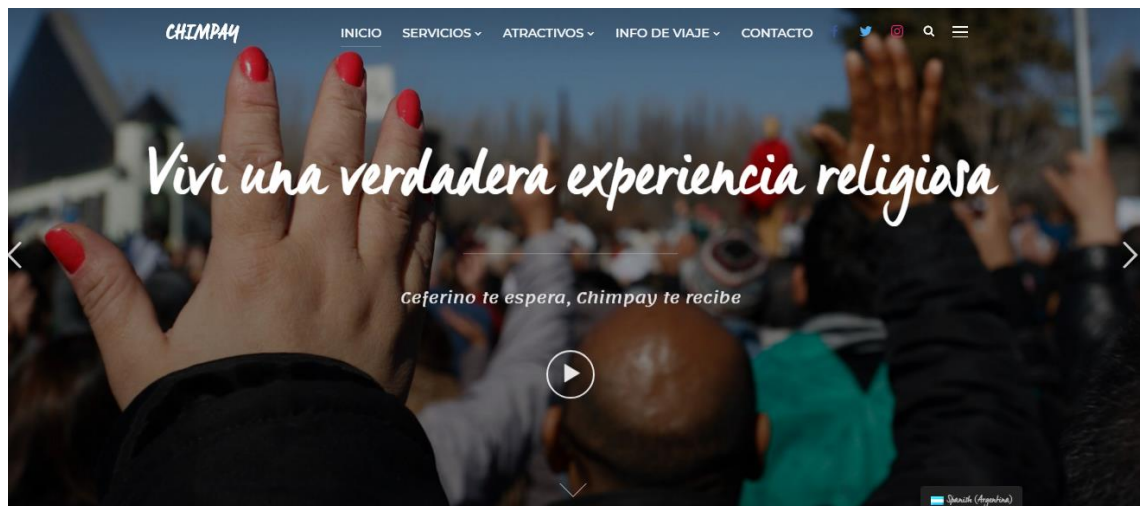 CHIMPAY
INICIO SERVICIOS ATRACTIVOS INFO DE VIAJE CONTACTO
Vivi una verdadera experiencia religiosa
Ceferino te espera, Chimpay te recibe
Spanish (Argentina)